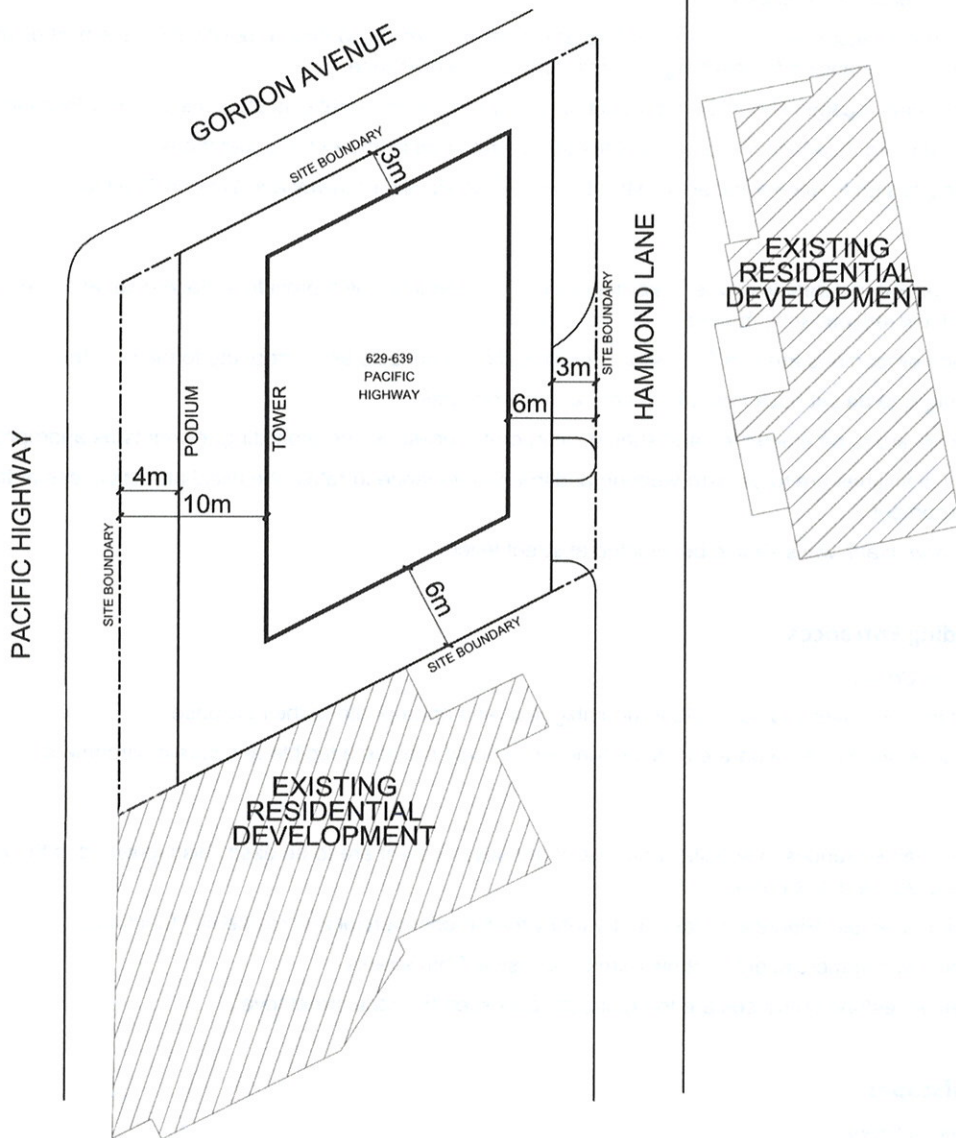 GORDON AVENUE
SITE BOUNDARY
3m
EXISTING
RESIDENTIAL
DEVELOPMENT
HAMMOND LANE
SITE BOUNDARY
629-639
PACIFIC
HIGHWAY
3m
6m
PODIUM
TOWER
4m
10m
PACIFIC HIGHWAY
SITE BOUNDARY
6m
SITE BOUNDARY
EXISTING
RESIDENTIAL
DEVELOPMENT